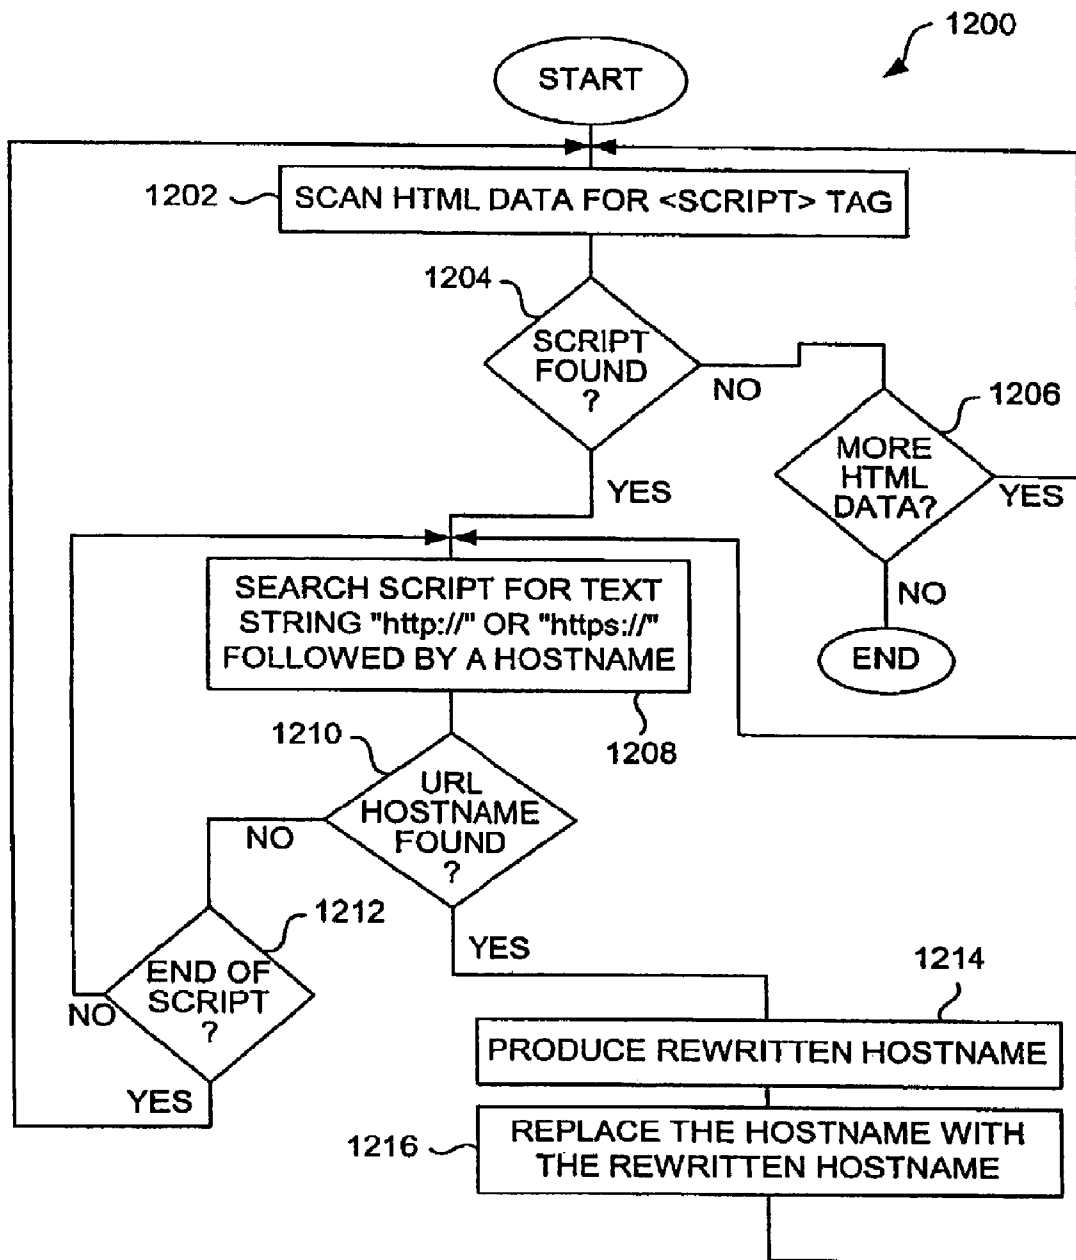 1200
START
1202
SCAN HTML DATA FOR <SCRIPT> TAG
1204
SCRIPT
FOUND
?
NO
1206
MORE
HTML
DATA?
YES
YES
NO
END
SEARCH SCRIPT FOR TEXT
STRING "http://" OR "https://"
FOLLOWED BY A HOSTNAME
1208
1210
URL
HOSTNAME
FOUND
?
NO
1212
YES
END OF
SCRIPT
?
NO
YES
1214
PRODUCE REWRITTEN HOSTNAME
1216
REPLACE THE HOSTNAME WITH
THE REWRITTEN HOSTNAME